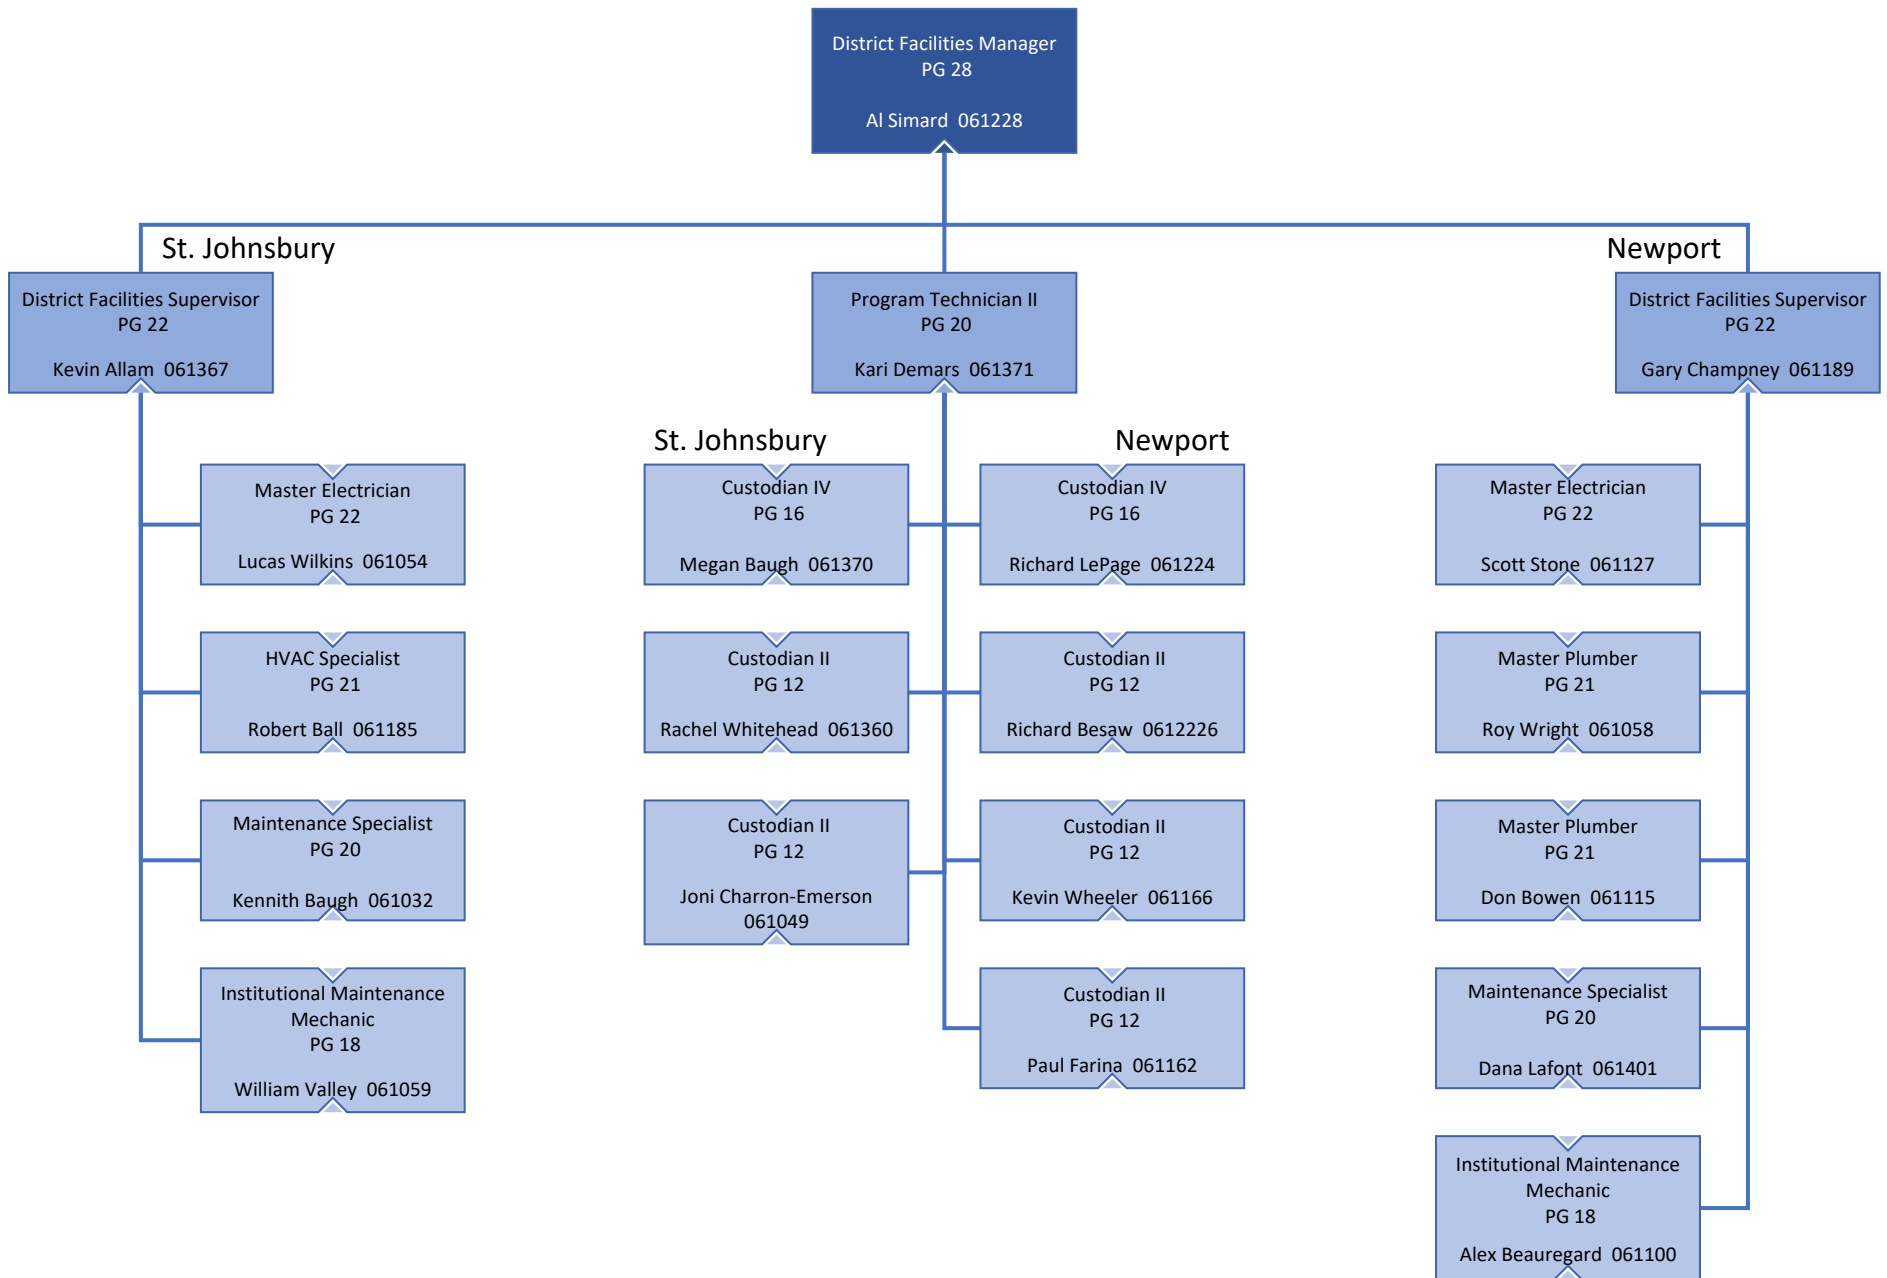 District Facilities Manager
PG 28
Al Simard 061228
St. Johnsbury
Newport
District Facilities Supervisor
PG 22
Kevin Allam 061367
Program Technician II
PG 20
Kari Demars 061371
District Facilities Supervisor
PG 22
Gary Champney 061189
St. Johnsbury
Newport
Master Electrician
PG 22
Lucas Wilkins 061054
HVAC Specialist
PG 21
Robert Ball 061185
Maintenance Specialist
PG 20
Kennith Baugh 061032
Institutional Maintenance
Mechanic
PG 18
William Valley 061059
Custodian IV
PG 16
Megan Baugh 061370
Custodian II
PG 12
Rachel Whitehead 061360
Custodian II
PG 12
Joni Charron-Emerson
061049
Custodian IV
PG 16
Richard LePage 061224
Custodian II
PG 12
Richard Besaw 0612226
Custodian II
PG 12
Kevin Wheeler 061166
Custodian II
PG 12
Paul Farina 061162
Master Electrician
PG 22
Scott Stone 061127
Master Plumber
PG 21
Roy Wright 061058
Master Plumber
PG 21
Don Bowen 061115
Maintenance Specialist
PG 20
Dana Lafont 061401
Institutional Maintenance
Mechanic
PG 18
Alex Beauregard 061100